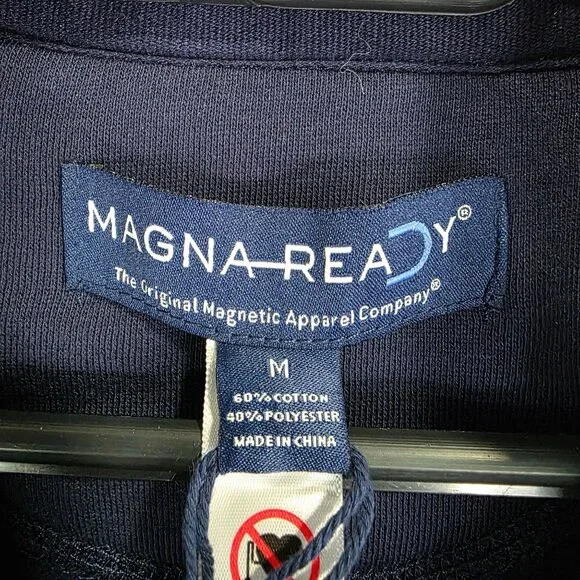 MAGNA-READY®
The Original Magnetic Apparel Company®
M
60% COTTON
40% POLYESTER
MADE IN CHINA